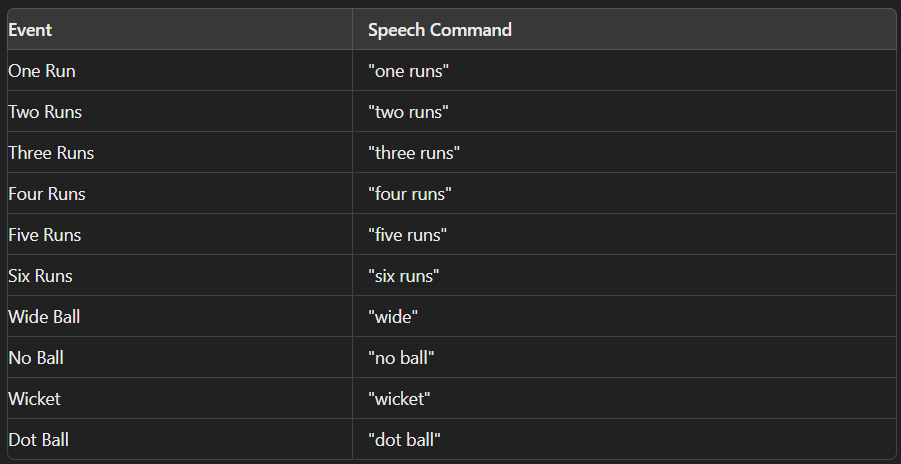 Event Speech Command
One Run "one runs"
Two Runs "two runs"
Three Runs "three runs"
Four Runs "four runs"
Five Runs "five runs"
Six Runs "six runs"
Wide Ball "wide"
No Ball "no ball"
Wicket "wicket"
Dot Ball "dot ball"